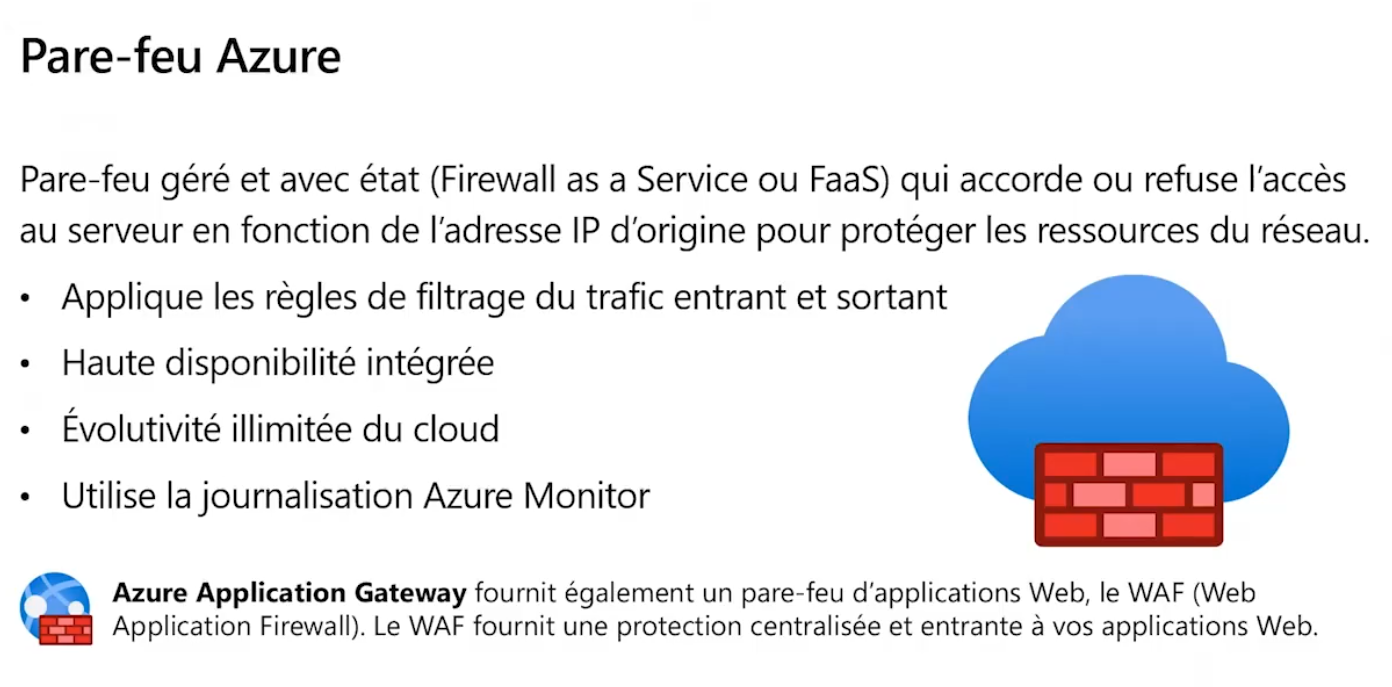 Pare-feu Azure
Pare-feu géré et avec état (Firewall as a Service ou FaaS) qui accorde ou refuse l’accès
au serveur en fonction de l’adresse IP d’origine pour protéger les ressources du réseau.
• Applique les règles de filtrage du trafic entrant et sortant
• Haute disponibilité intégrée
• Évolutivité illimitée du cloud
• Utilise la journalisation Azure Monitor
Azure Application Gateway fournit également un pare-feu d’applications Web, le WAF (Web
Application Firewall). Le WAF fournit une protection centralisée et entrante à vos applications Web.